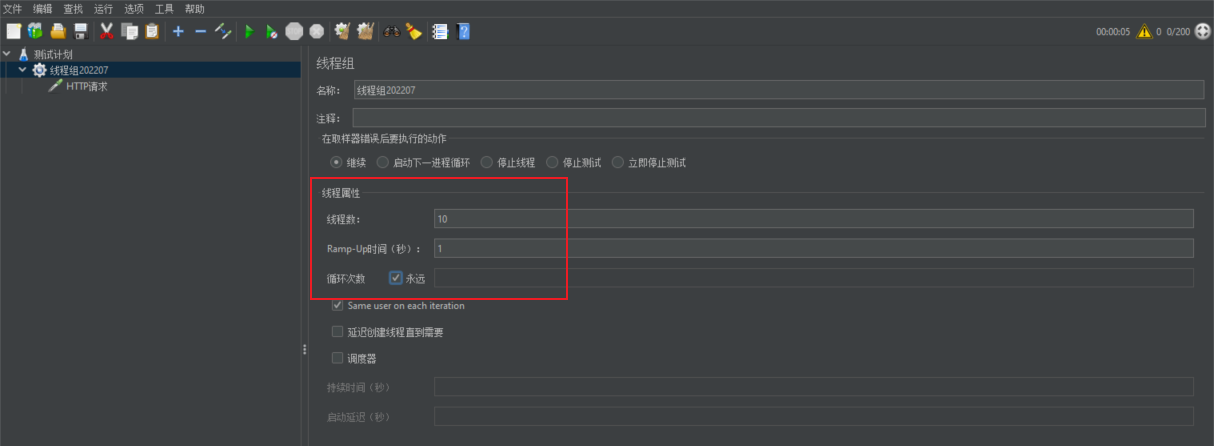 文件 编辑 查找 运行 选项 工具 帮助
00:00:05 0 0/200
测试计划
线程组202207
HTTP请求
线程组
名称： 线程组202207
注释：
在取样器错误后要执行的动作
继续 启动下一进程循环 停止线程 停止测试 立即停止测试
线程属性
线程数： 10
Ramp-Up时间（秒）： 1
循环次数 永远
Same user on each iteration
延迟创建线程直到需要
调度器
持续时间（秒）
启动延迟（秒）